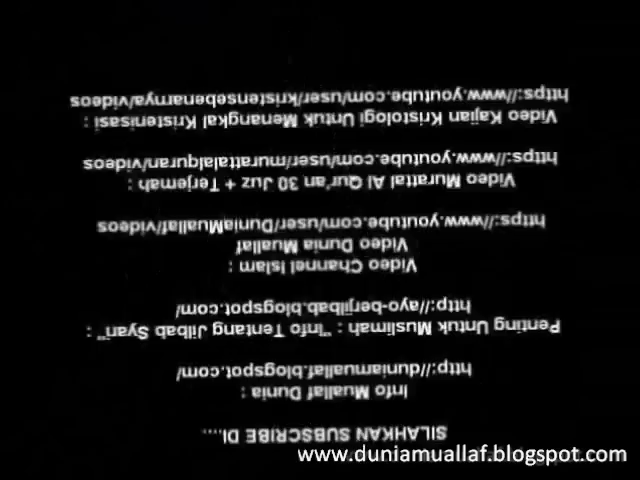 SILAHKAN SUBSCRIBE DI....
Info Muallaf Dunia :
http://duniamuallaf.blogspot.com/
Penting Untuk Muslimah : "Info Tentang Jilbab Syari" :
http://ayo-berjilbab.blogspot.com/
Video Channel Islam :
Video Dunia Muallaf
https://www.youtube.com/user/DuniaMuallaf/videos
Video Murattal Al Qur'an 30 Juz + Terjemah :
https://www.youtube.com/user/murattalalquran/videos
Video Kajian Kristologi Untuk Menangkal Kristenisasi :
https://www.youtube.com/user/kristensebenarnya/videos
www.duniamuallaf.blogspot.com